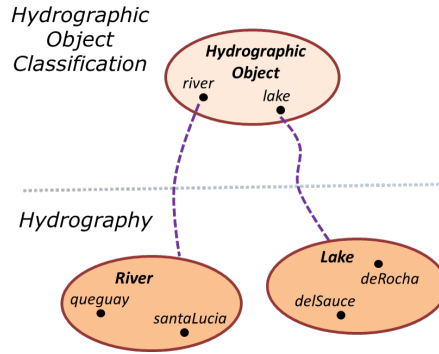 Hydrographic
Object
Classification
Hydrographic
Object
river
lake
Hydrography
River
queguay
santaLucia
Lake
deRocha
delSauce